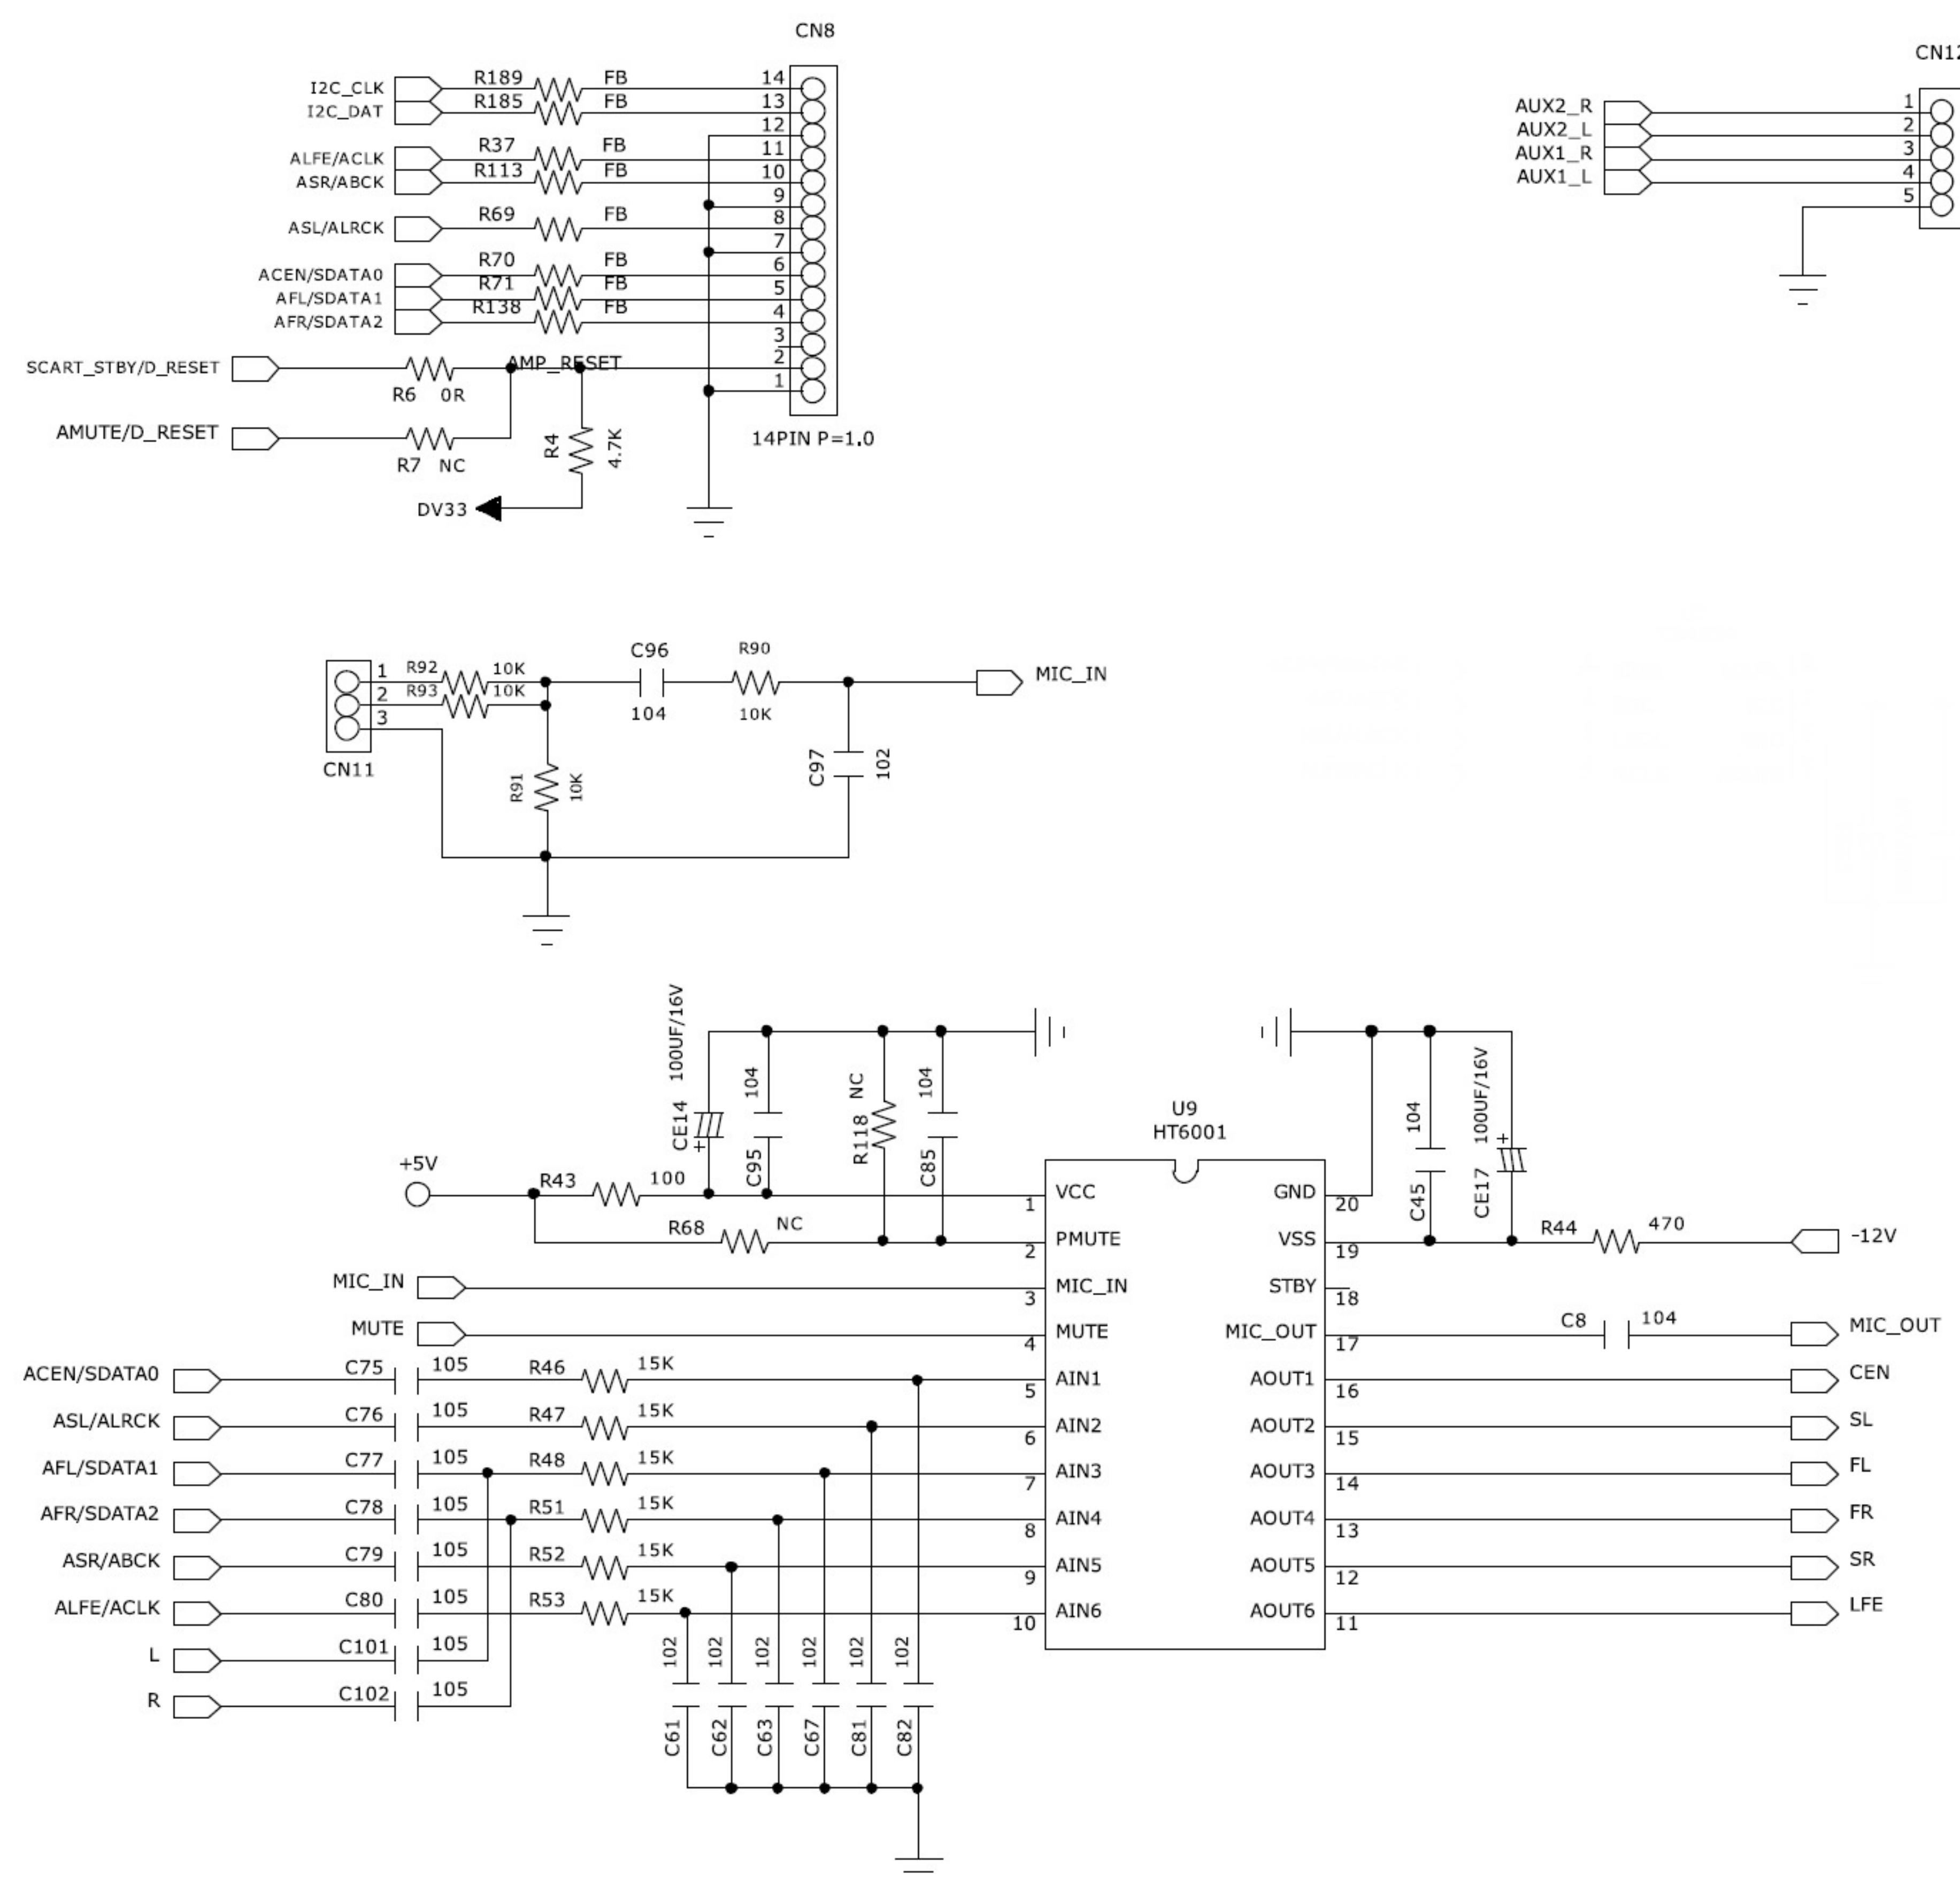 CN8
I2C_CLK R189 FB 14
I2C_DAT R185 FB 13
12
ALFE/ACLK R37 FB 11
ASR/ABCK R113 FB 10
9
ASL/ALRCK R69 FB 8
7
ACEN/SDATA0 R70 FB 6
AFL/SDATA1 R71 FB 5
AFR/SDATA2 R138 FB 4
3
SCART_STBY/D_RESET AMP_RESET 2
R6 0R 1
AMUTE/D_RESET
R7 NC
R4 4.7K
14PIN P=1.0
DV33
AUX2_R 1
AUX2_L 2
AUX1_R 3
AUX1_L 4
5
1 R92 10K
2 R93 10K
3
CN11
C96
104
R90
10K
MIC_IN
R91 10K
C97 102
100UF/16V
CE14
+
104
C95
NC
R118
104
C85
U9
HT6001
104
C45
100UF/16V
+
CE17
+5V
R43 100 1 VCC GND 20
R68 NC 2 PMUTE VSS 19 R44 470 -12V
MIC_IN 3 MIC_IN STBY 18
MUTE 4 MUTE MIC_OUT 17 C8 104 MIC_OUT
ACEN/SDATA0 C75 105 R46 15K 5 AIN1 AOUT1 16 CEN
ASL/ALRCK C76 105 R47 15K 6 AIN2 AOUT2 15 SL
AFL/SDATA1 C77 105 R48 15K 7 AIN3 AOUT3 14 FL
AFR/SDATA2 C78 105 R51 15K 8 AIN4 AOUT4 13 FR
ASR/ABCK C79 105 R52 15K 9 AIN5 AOUT5 12 SR
ALFE/ACLK C80 105 R53 15K 10 AIN6 AOUT6 11 LFE
L C101 105
R C102 105
102 102 102 102 102 102
C61 C62 C63 C67 C81 C82